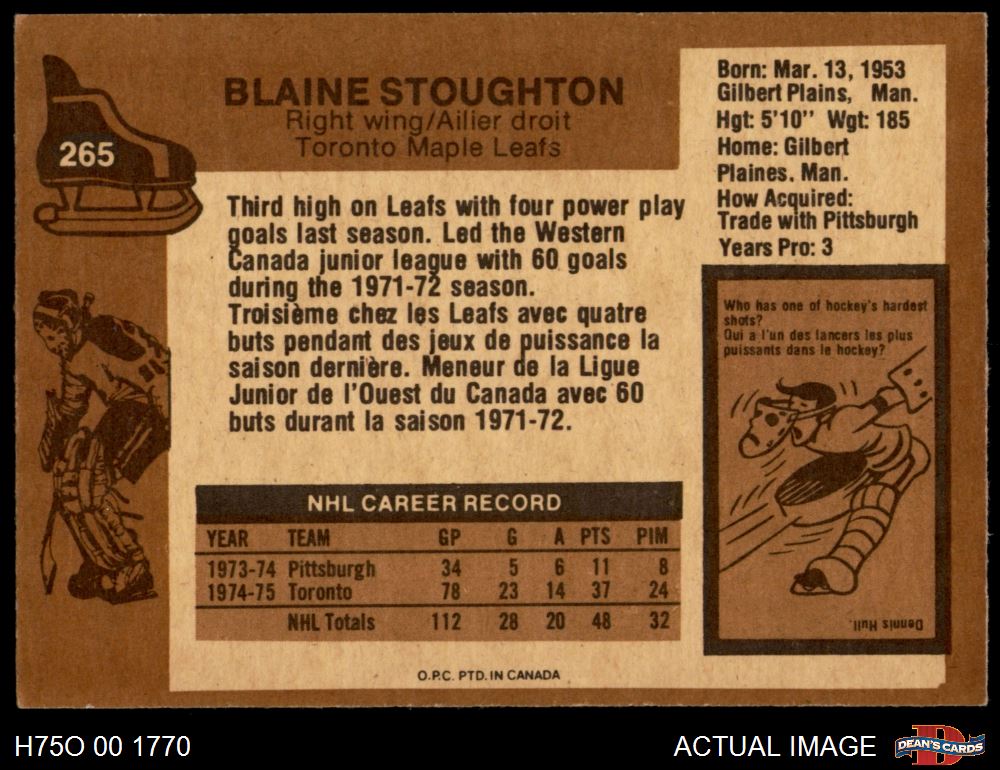 265
BLAINE STOUGHTON
Right wing/Ailier droit
Toronto Maple Leafs
Born: Mar. 13, 1953
Gilbert Plains, Man.
Hgt: 5'10" Wgt: 185
Home: Gilbert
Plaines. Man.
How Acquired:
Trade with Pittsburgh
Years Pro: 3
Third high on Leafs with four power play
goals last season. Led the Western
Canada junior league with 60 goals
during the 1971-72 season.
Troisième chez les Leafs avec quatre
buts pendant des jeux de puissance la
saison dernière. Meneur de la Ligue
Junior de l'Ouest du Canada avec 60
buts durant la saison 1971-72.
Who has one of hockey's hardest
shots?
Qui a l'un des lancers les plus
puissants dans le hockey?
Dennis Hull.
NHL CAREER RECORD
YEAR TEAM GP G A PTS PIM
1973-74 Pittsburgh 34 5 6 11 8
1974-75 Toronto 78 23 14 37 24
NHL Totals 112 28 20 48 32
O.P.C. PTD. IN CANADA
H75O 00 1770
ACTUAL IMAGE
DEAN'S CARDS